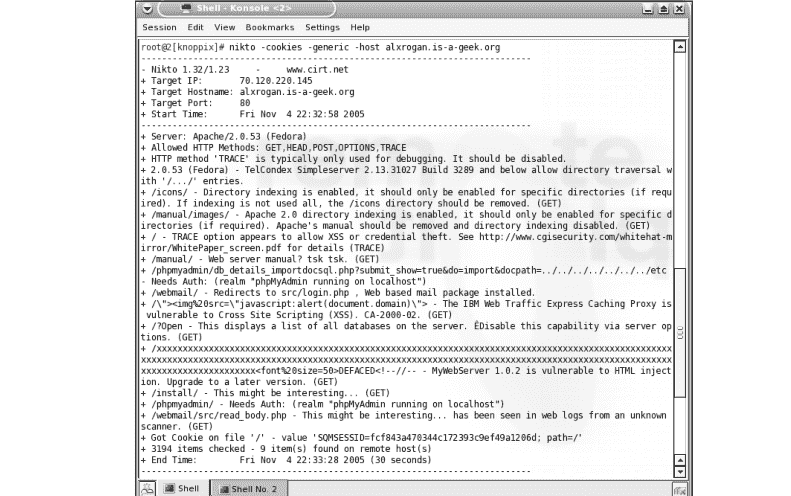 Shell - Konsole <2>
Session Edit View Bookmarks Settings Help
root@2[knoppix]# nikto -cookies -generic -host alxrogan.is-a-geek.org
---------------------------------------------------------------------------
- Nikto 1.32/1.23 - www.cirt.net
+ Target IP: 70.120.220.145
+ Target Hostname: alxrogan.is-a-geek.org
+ Target Port: 80
+ Start Time: Fri Nov 4 22:32:58 2005
---------------------------------------------------------------------------
+ Server: Apache/2.0.53 (Fedora)
+ Allowed HTTP Methods: GET,HEAD,POST,OPTIONS,TRACE
+ HTTP method 'TRACE' is typically only used for debugging. It should be disabled.
+ 2.0.53 (Fedora) - TelCondex Simpleserver 2.13.31027 Build 3289 and below allow directory traversal w
ith '/.../' entries.
+ /icons/ - Directory indexing is enabled, it should only be enabled for specific directories (if requ
ired). If indexing is not used all, the /icons directory should be removed. (GET)
+ /manual/images/ - Apache 2.0 directory indexing is enabled, it should only be enabled for specific d
irectories (if required). Apache's manual should be removed and directory indexing disabled. (GET)
+ / - TRACE option appears to allow XSS or credential theft. See http://www.cgisecurity.com/whitehat-m
irror/WhitePaper_screen.pdf for details (TRACE)
+ /manual/ - Web server manual? tsk tsk. (GET)
+ /phpmyadmin/db_details_importdocsql.php?submit_show=true&do=import&docpath=../../../../../../../etc
- Needs Auth: (realm "phpMyAdmin running on localhost")
+ /webmail/ - Redirects to src/login.php , Web based mail package installed.
+ /\"><img%20src=\"javascript:alert(document.domain)\"> - The IBM Web Traffic Express Caching Proxy is
vulnerable to Cross Site Scripting (XSS). CA-2000-02. (GET)
+ /?Open - This displays a list of all databases on the server. ÊDisable this capability via server op
tions. (GET)
+ /xxxxxxxxxxxxxxxxxxxxxxxxxxxxxxxxxxxxxxxxxxxxxxxxxxxxxxxxxxxxxxxxxxxxxxxxxxxxxxxxxxxxxxxxxxxxxxxxxxx
xxxxxxxxxxxxxxxxxxxxxxxxxxxxxxxxxxxxxxxxxxxxxxxxxxxxxxxxxxxxxxxxxxxxxxxxxxxxxxxxxxxxxxxxxxxxxxxxxxxxxx
xxxxxxxxxxxxxxxxxxxxxx<font%20size=50>DEFACED<!--//-- - MyWebServer 1.0.2 is vulnerable to HTML inject
ion. Upgrade to a later version. (GET)
+ /install/ - This might be interesting... (GET)
+ /phpmyadmin/ - Needs Auth: (realm "phpMyAdmin running on localhost")
+ /webmail/src/read_body.php - This might be interesting... has been seen in web logs from an unknown
scanner. (GET)
+ Got Cookie on file '/' - value 'SQMSESSID=fcf843a470344c172393c9ef49a1206d; path=/'
+ 3194 items checked - 9 item(s) found on remote host(s)
+ End Time: Fri Nov 4 22:33:28 2005 (30 seconds)
---------------------------------------------------------------------------
Shell Shell No. 2